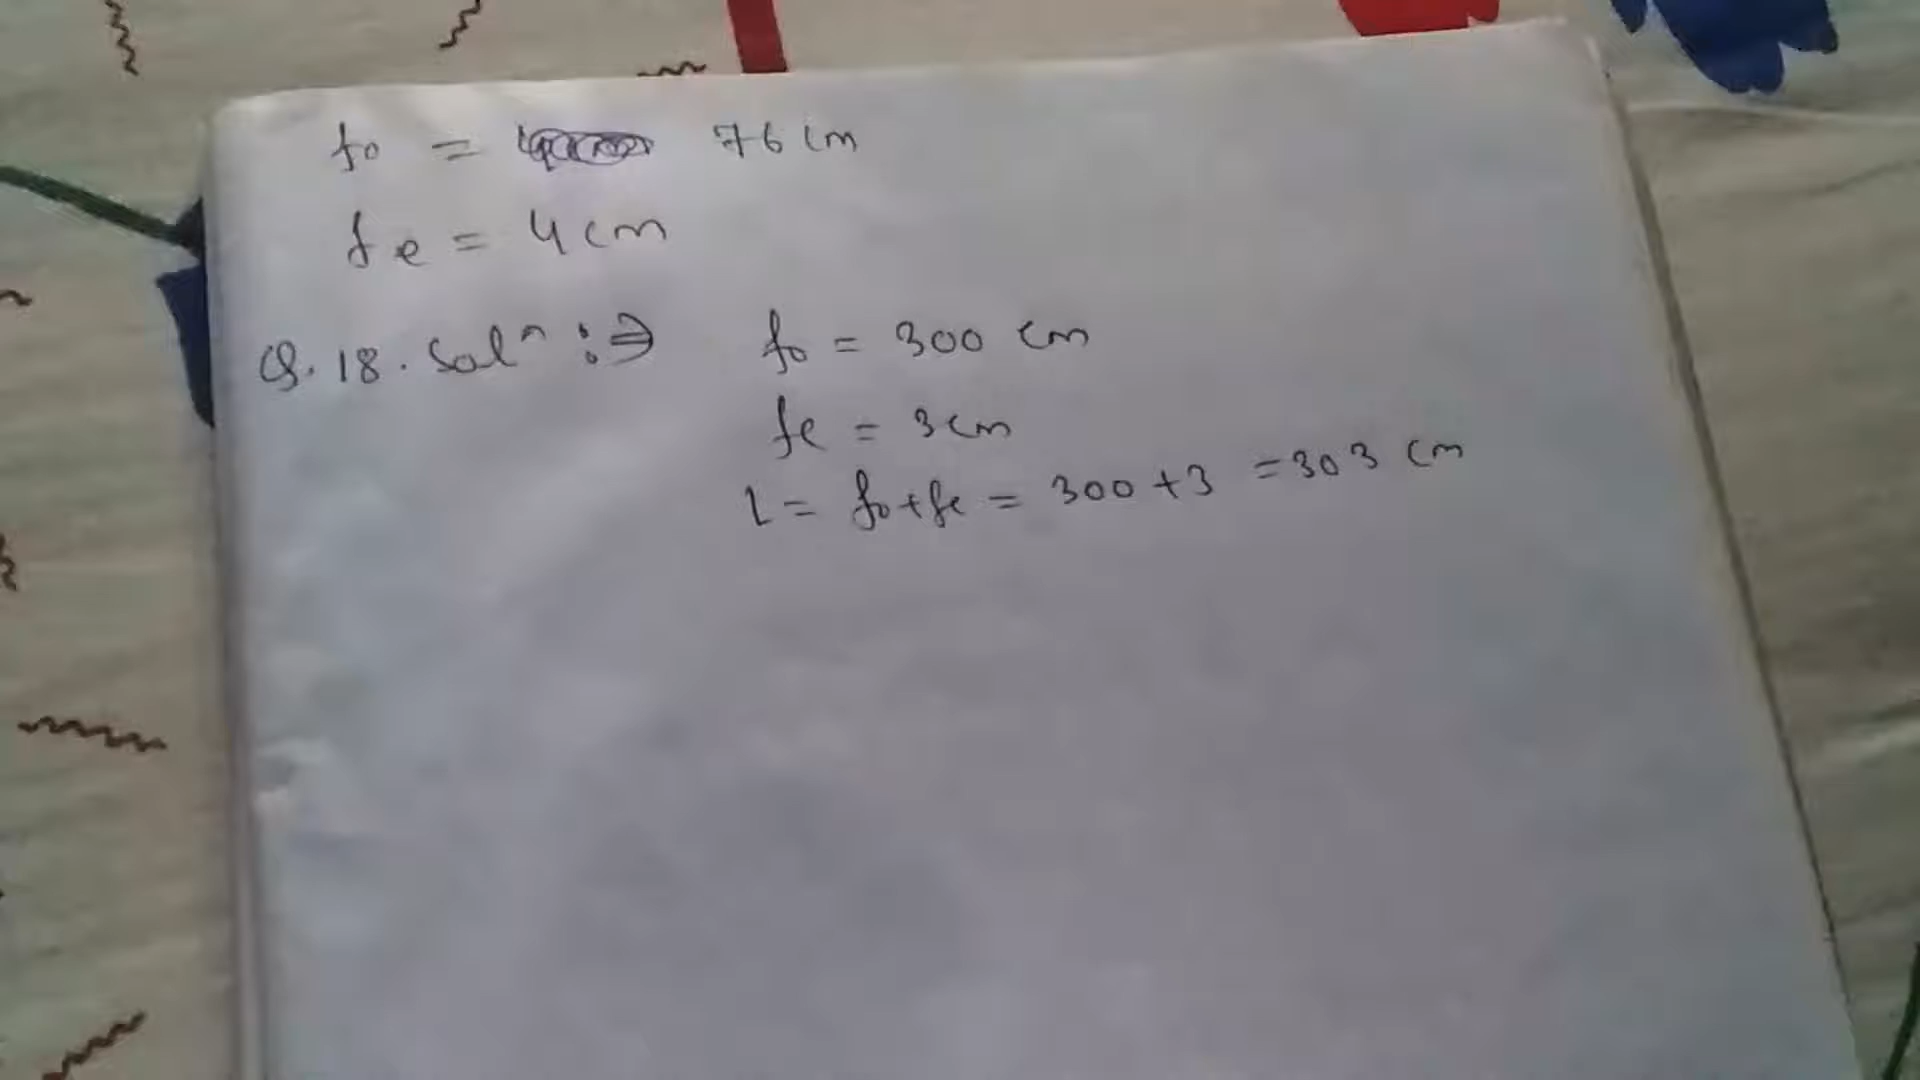 fo = 76 cm
fe = 4 cm
Q. 18. Solⁿ :⇒ fo = 300 cm
fe = 3 cm
L = fo + fe = 300 + 3 = 303 cm